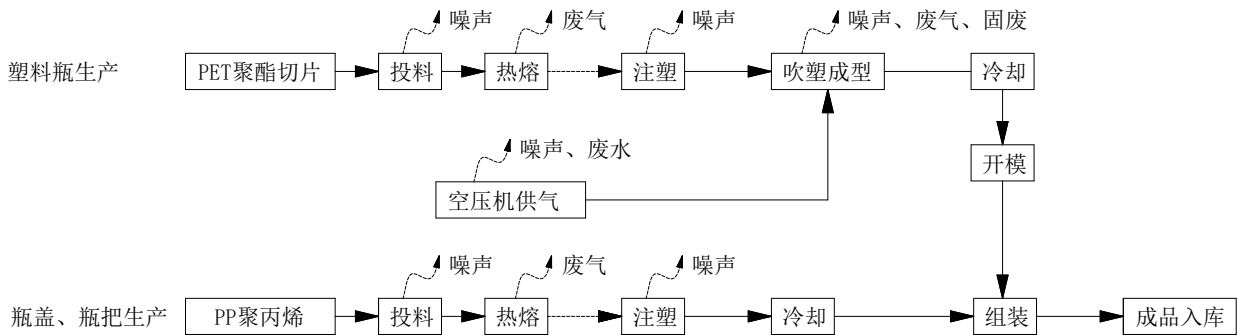 噪声 废气 噪声 噪声、废气、固废
塑料瓶生产 PET聚酯切片 投料 热熔 注塑 吹塑成型 冷却
噪声、废水 开模
空压机供气
噪声 废气 噪声
瓶盖、瓶把生产 PP聚丙烯 投料 热熔 注塑 冷却 组装 成品入库